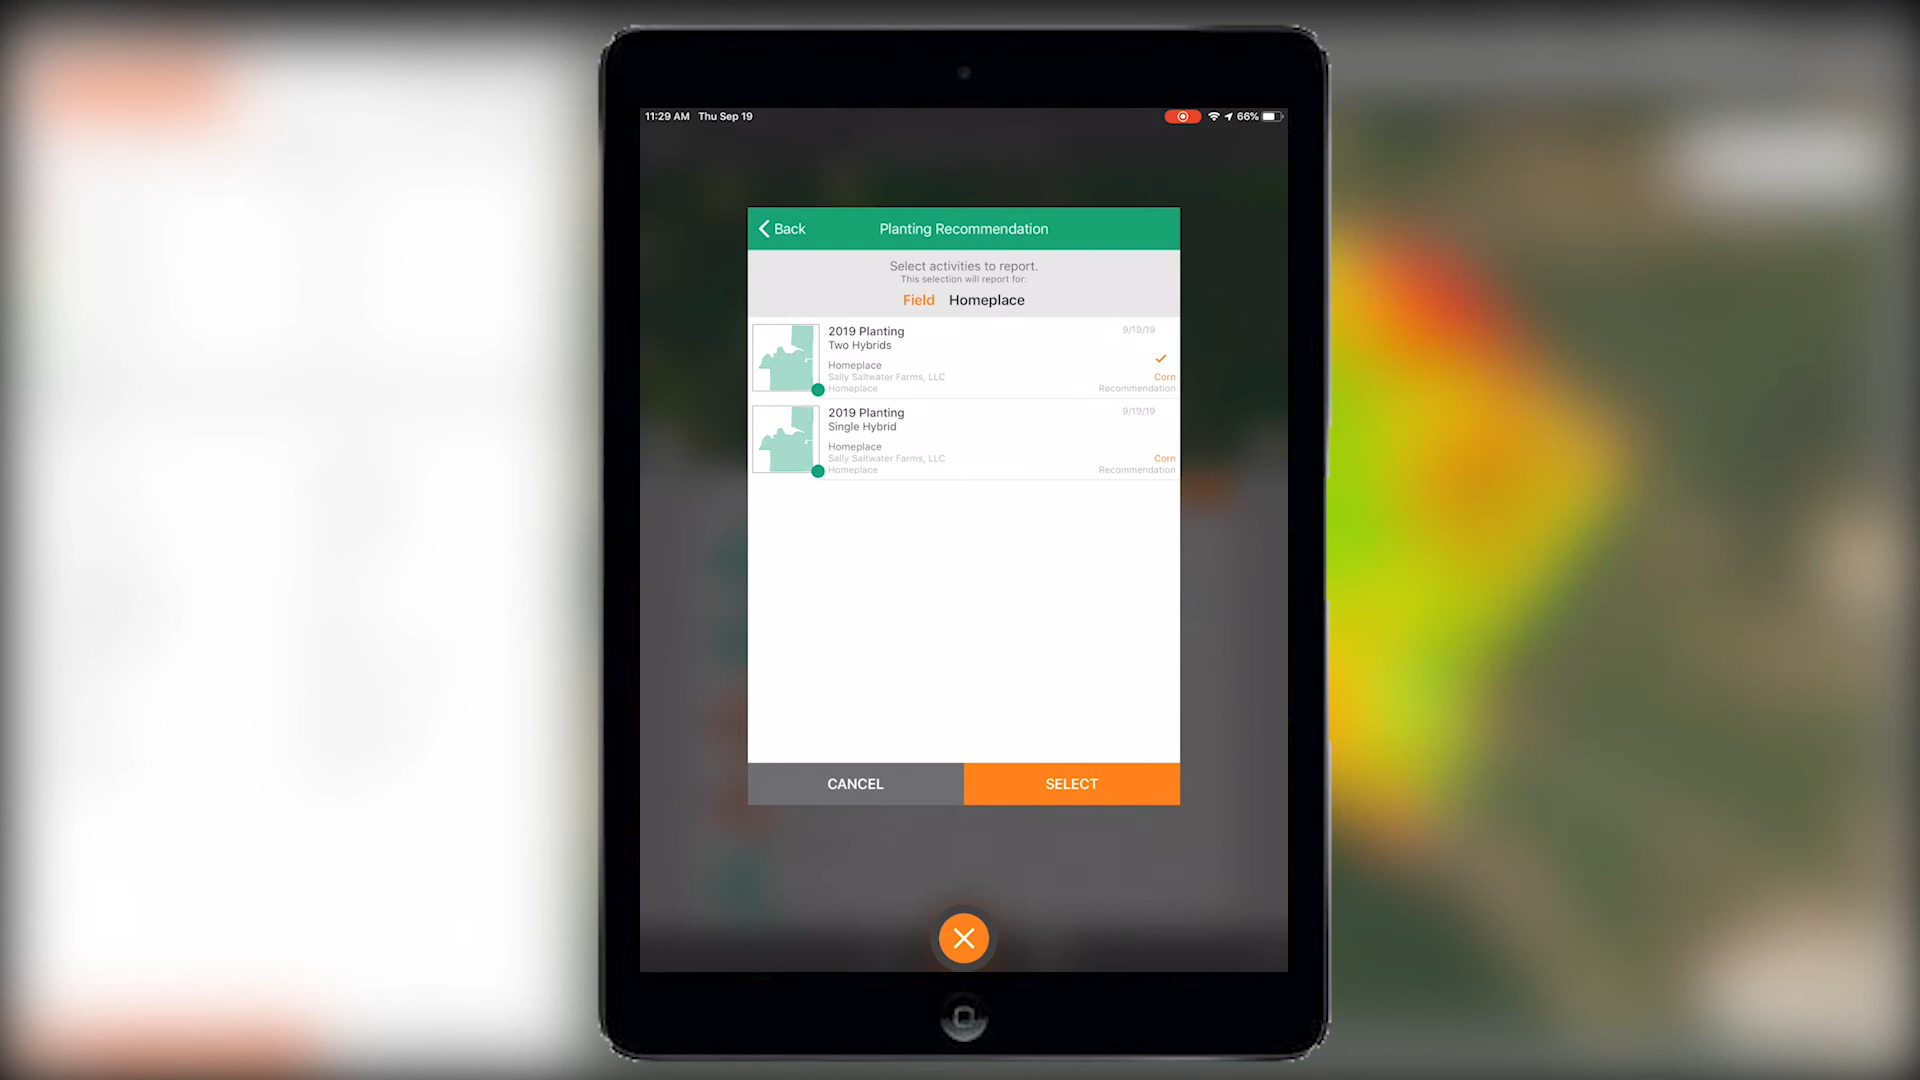 11:29 AM Thu Sep 19
66%
Back
Planting Recommendation
Select activities to report.
This selection will report for:
Field Homeplace
2019 Planting
9/19/19
Two Hybrids
Homeplace
Sally Saltwater Farms, LLC
Corn
Homeplace
Recommendation
2019 Planting
9/19/19
Single Hybrid
Homeplace
Sally Saltwater Farms, LLC
Corn
Homeplace
Recommendation
CANCEL
SELECT